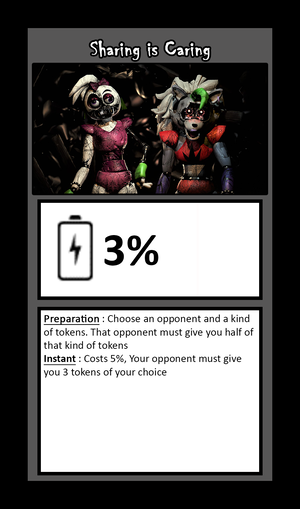 Sharing is Caring
3%
Preparation : Choose an opponent and a kind
of tokens. That opponent must give you half of
that kind of tokens
Instant : Costs 5%, Your opponent must give
you 3 tokens of your choice